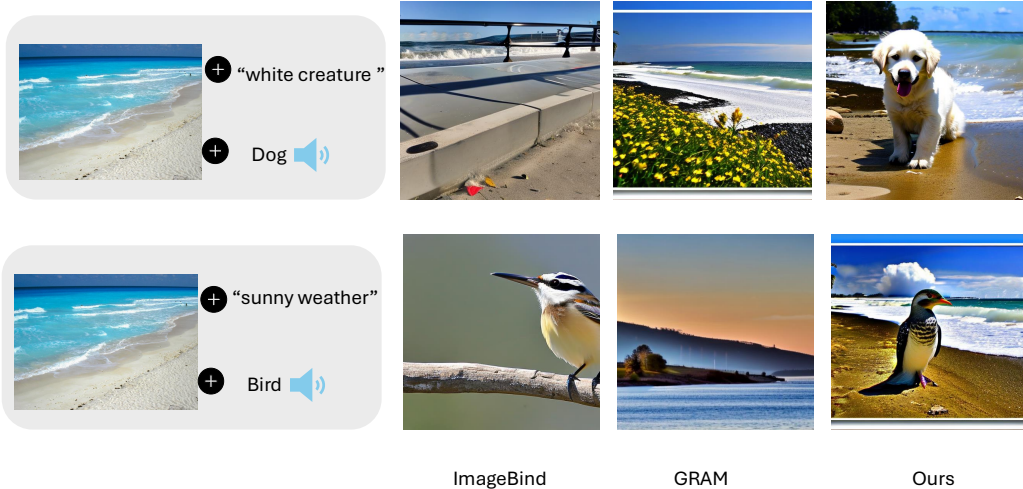 “white creature ”
Dog
“sunny weather”
Bird
ImageBind
GRAM
Ours